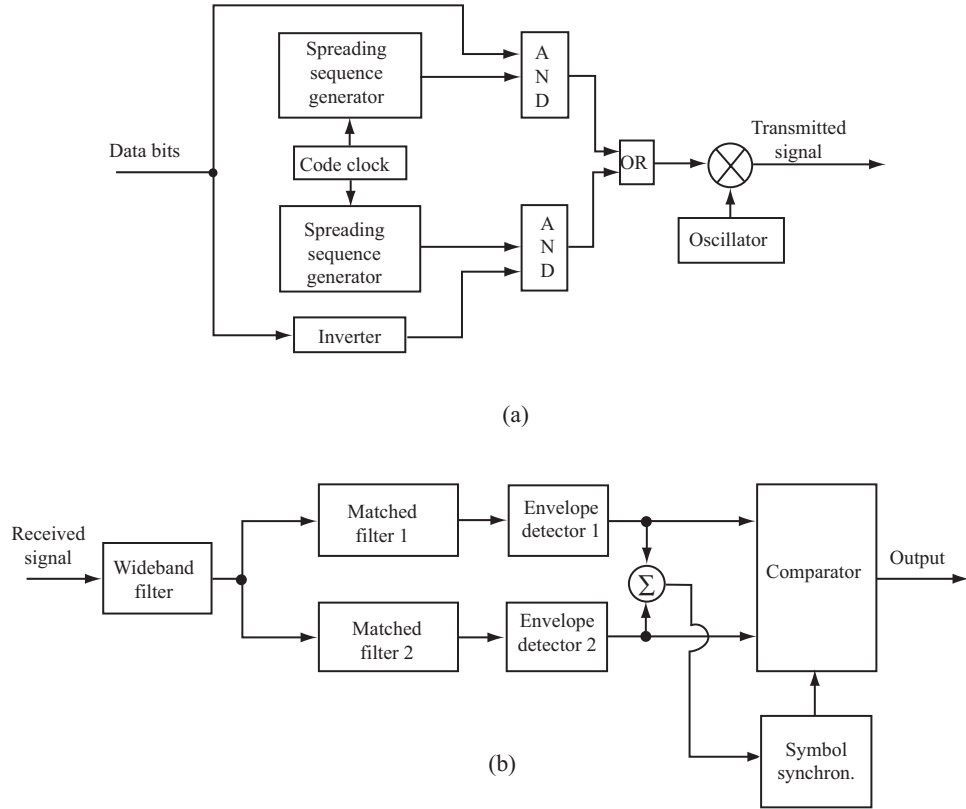 Spreading
sequence
generator
A
N
D
Data bits
Code clock
OR
Transmitted
signal
Spreading
sequence
generator
A
N
D
Oscillator
Inverter
(a)
Received
signal
Wideband
filter
Matched
filter 1
Envelope
detector 1
Σ
Comparator
Output
Matched
filter 2
Envelope
detector 2
Symbol
synchron.
(b)